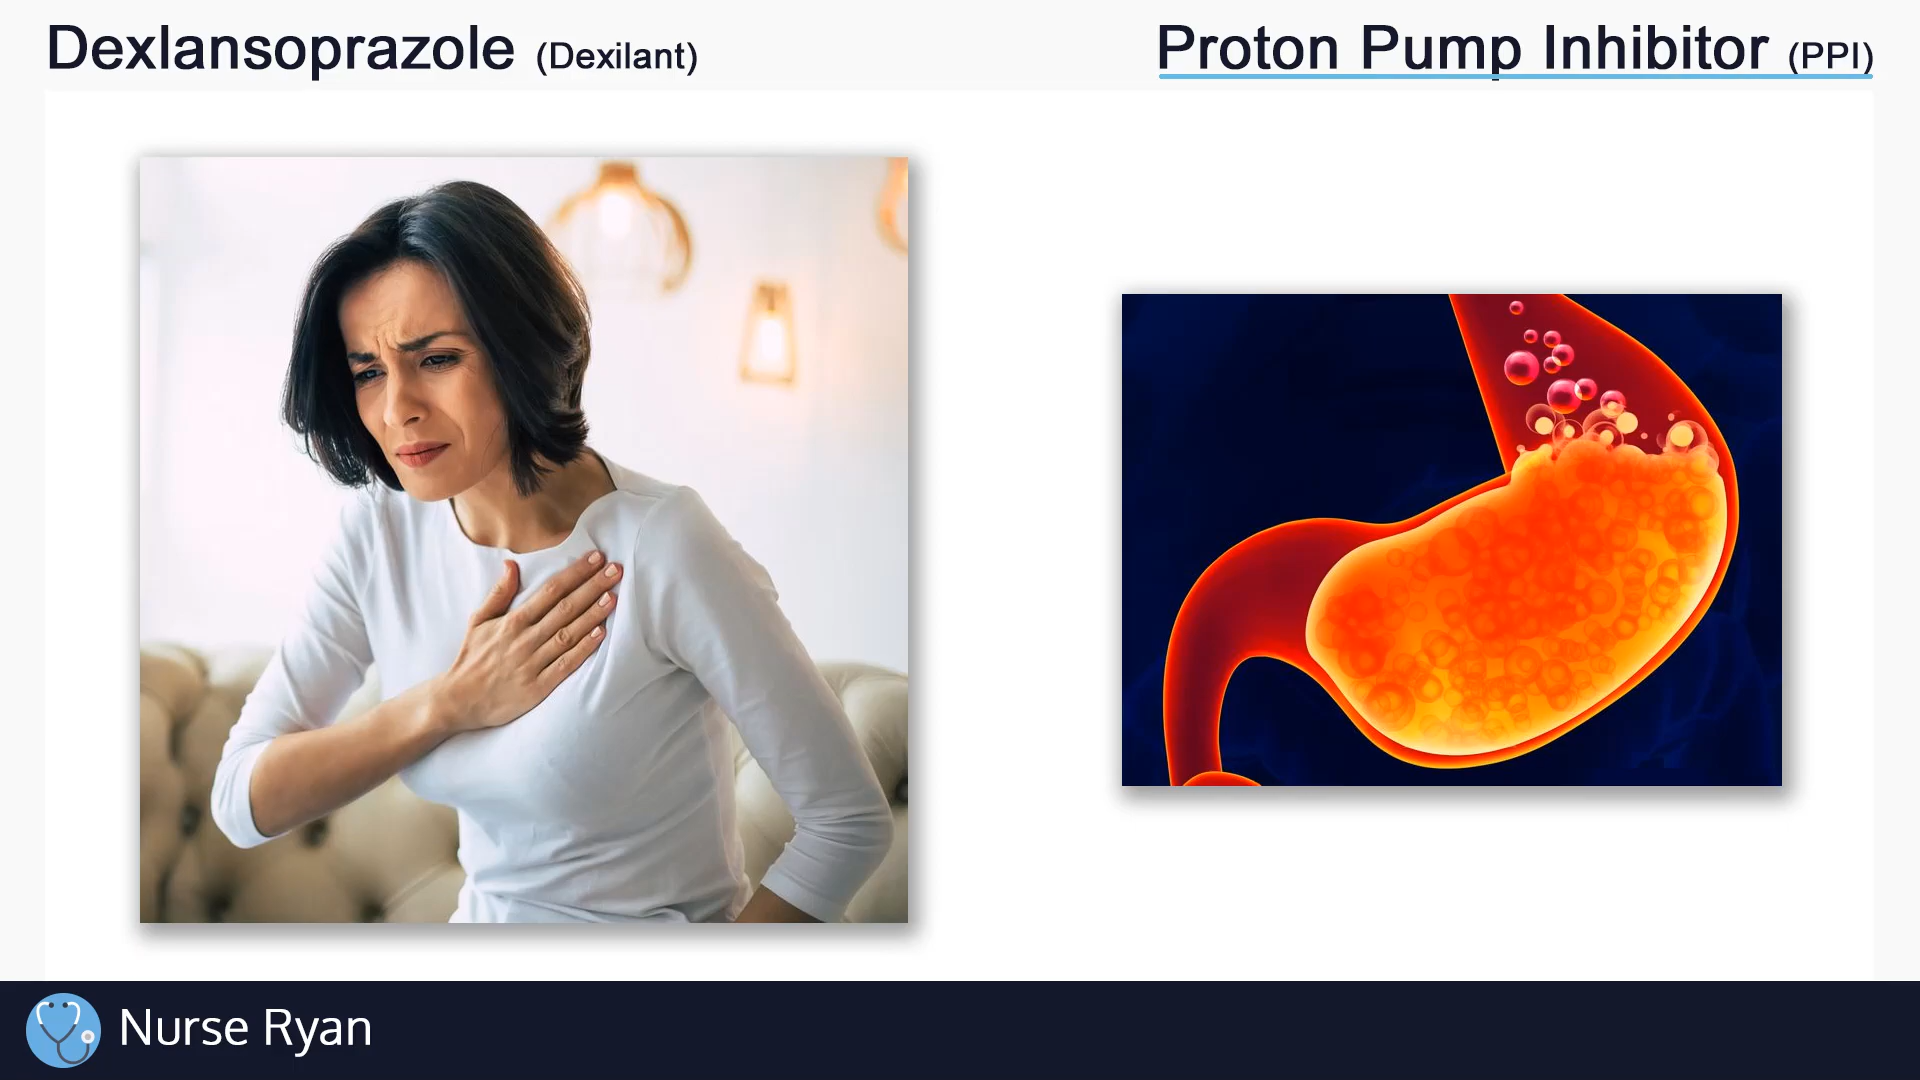 Dexlansoprazole (Dexilant)
Proton Pump Inhibitor (PPI)
Nurse Ryan